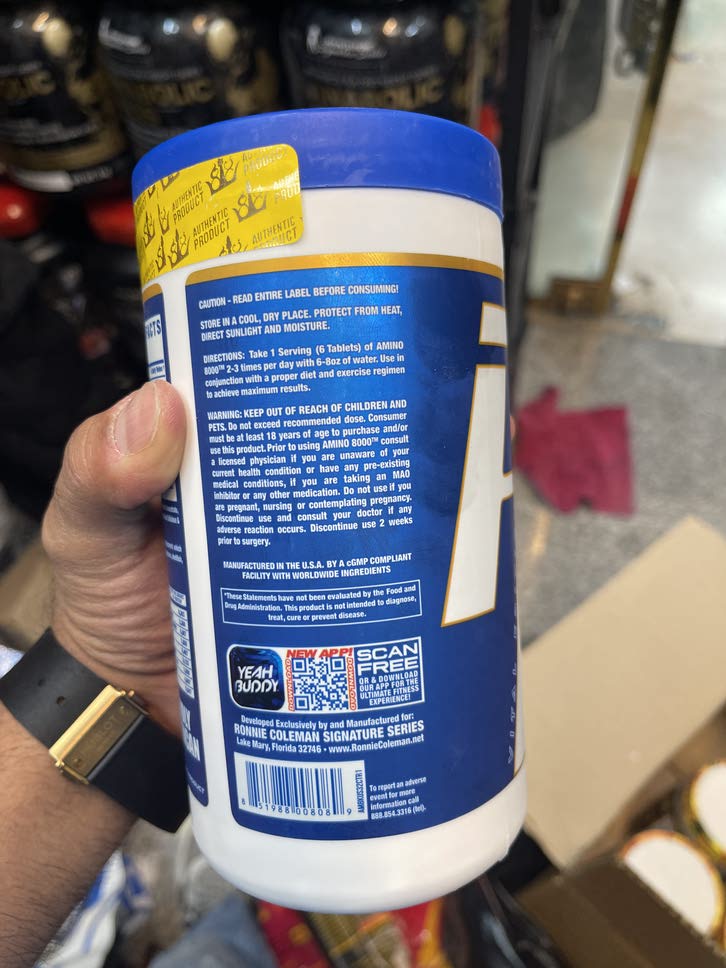 AUTHENTIC PRODUCT
AUTHENTIC PRODUCT
AUTHENTIC
FACTS
CAUTION - READ ENTIRE LABEL BEFORE CONSUMING!
STORE IN A COOL, DRY PLACE. PROTECT FROM HEAT,
DIRECT SUNLIGHT AND MOISTURE.
DIRECTIONS: Take 1 Serving (6 Tablets) of AMINO
8000™ 2-3 times per day with 6-8oz of water. Use in
conjunction with a proper diet and exercise regimen
to achieve maximum results.
WARNING: KEEP OUT OF REACH OF CHILDREN AND
PETS. Do not exceed recommended dose. Consumer
must be at least 18 years of age to purchase and/or
use this product. Prior to using AMINO 8000™ consult
a licensed physician if you are unaware of your
current health condition or have any pre-existing
medical conditions, if you are taking an MAO
inhibitor or any other medication. Do not use if you
are pregnant, nursing or contemplating pregnancy.
Discontinue use and consult your doctor if any
adverse reaction occurs. Discontinue use 2 weeks
prior to surgery.
MANUFACTURED IN THE U.S.A. BY A cGMP COMPLIANT
FACILITY WITH WORLDWIDE INGREDIENTS
*These Statements have not been evaluated by the Food and
Drug Administration. This product is not intended to diagnose,
treat, cure or prevent disease.
YEAH
BUDDY
NEW APP!
DOWNLOAD
DOWNLOAD
SCAN
FREE
QR & DOWNLOAD
OUR APP FOR THE
ULTIMATE FITNESS
EXPERIENCE!
Developed Exclusively by and Manufactured for:
RONNIE COLEMAN SIGNATURE SERIES
Lake Mary, Florida 32746 • www.RonnieColeman.net
8 51988 00808 9
To report an adverse
event for more
information call
888.854.3316 (tel).
A